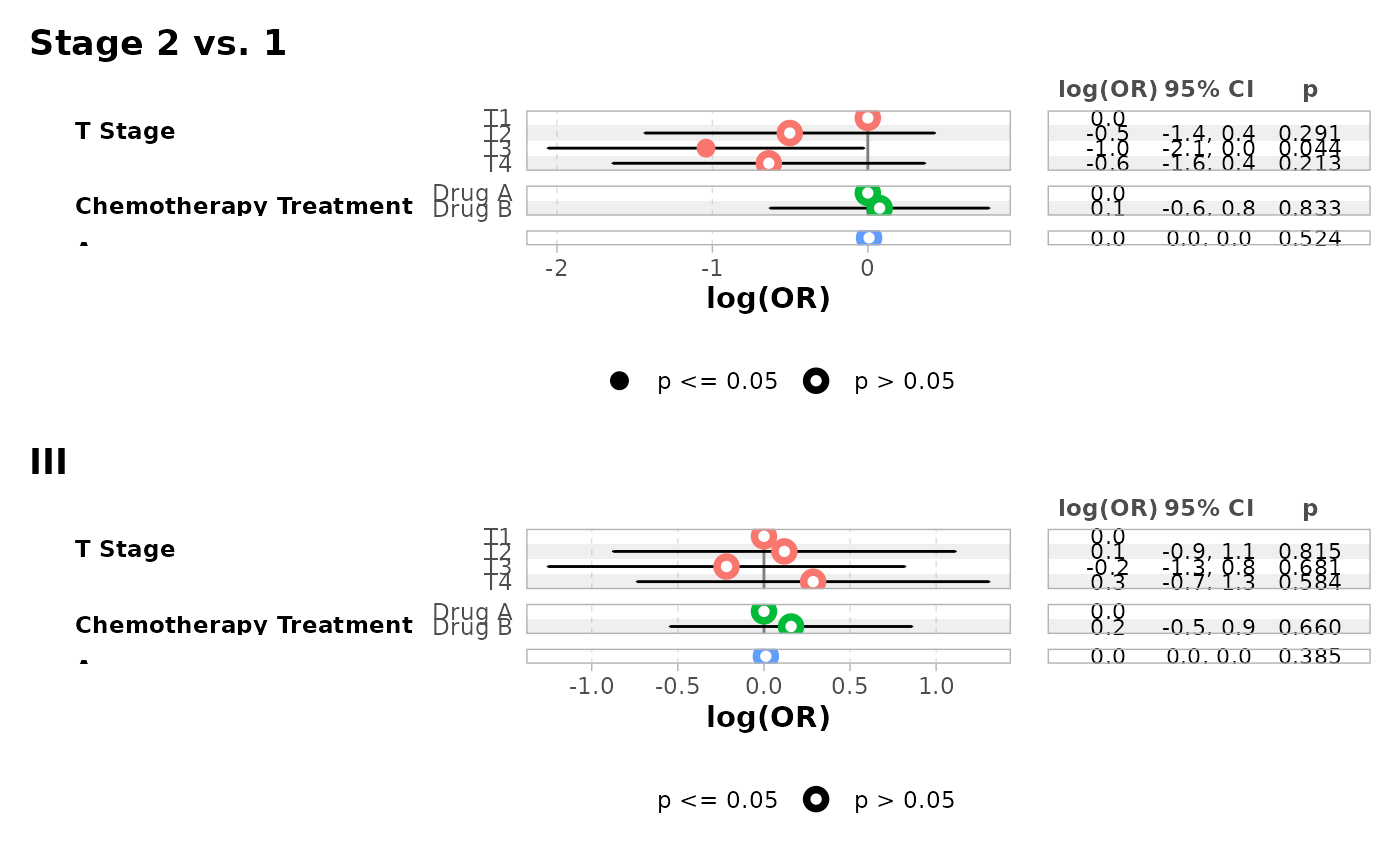 Stage 2 vs. 1
log(OR) 95% CI p
T Stage
T1 0.0
T2 -0.5 -1.4, 0.4 0.291
T3 -1.0 -2.1, 0.0 0.044
T4 -0.6 -1.6, 0.4 0.213
Chemotherapy Treatment
Drug A 0.0
Drug B 0.1 -0.6, 0.8 0.833
0.0 0.0, 0.0 0.524
-2 -1 0
log(OR)
p <= 0.05 p > 0.05
III
log(OR) 95% CI p
T Stage
T1 0.0
T2 0.1 -0.9, 1.1 0.815
T3 -0.2 -1.3, 0.8 0.681
T4 0.3 -0.7, 1.3 0.584
Chemotherapy Treatment
Drug A 0.0
Drug B 0.2 -0.5, 0.9 0.660
0.0 0.0, 0.0 0.385
-1.0 -0.5 0.0 0.5 1.0
log(OR)
p <= 0.05 p > 0.05